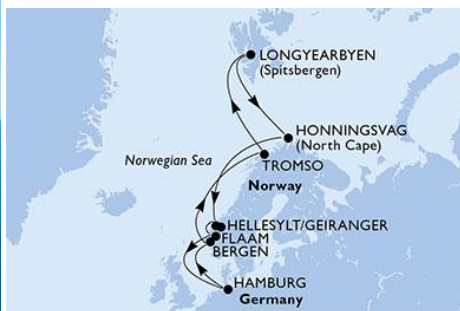 LONGYEARBYEN
(Spitsbergen)
HONNINGSVAG
(North Cape)
Norwegian Sea
TROMSO
Norway
HELLESYLT/GEIRANGER
FLAAM
BERGEN
HAMBURG
Germany